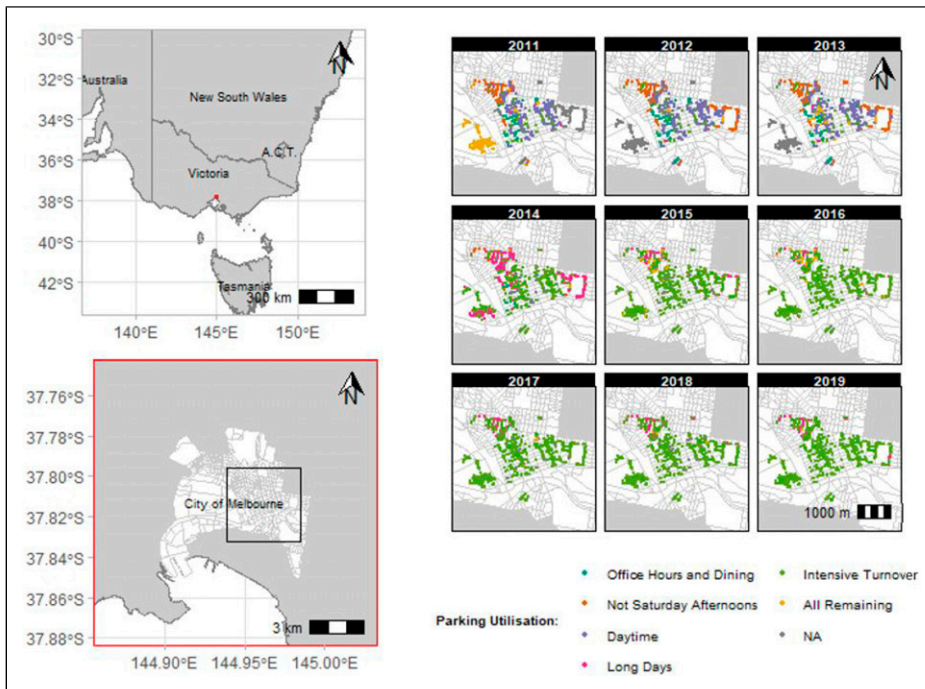 30°S
32°S
34°S
36°S
38°S
40°S
42°S
140°E
145°E
150°E
N
Australia
New South Wales
A.C.T.
Victoria
Tasmania
300 km
37.76°S
37.78°S
37.80°S
37.82°S
37.84°S
37.86°S
37.88°S
144.90°E
144.95°E
145.00°E
N
City of Melbourne
3 km
2011
2012
2013
N
2014
2015
2016
2017
2018
2019
1000 m
Parking Utilisation:
Office Hours and Dining
Not Saturday Afternoons
Daytime
Long Days
Intensive Turnover
All Remaining
NA